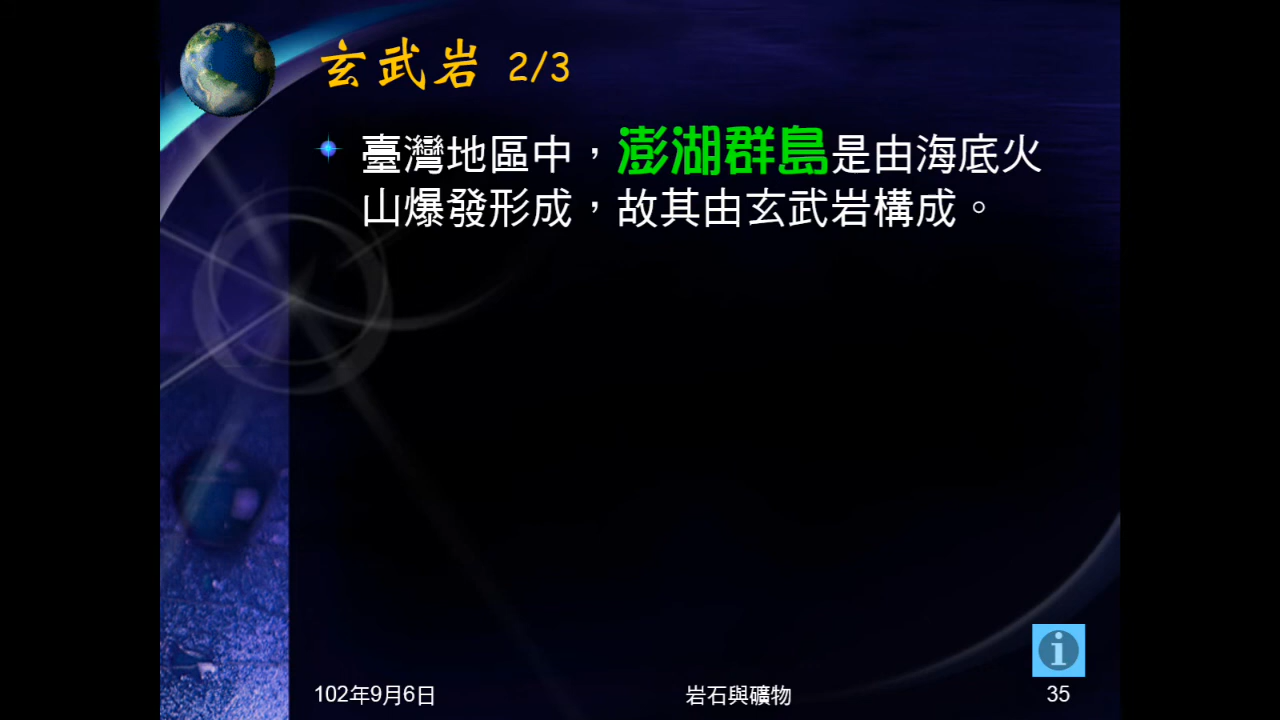 玄武岩 2/3
臺灣地區中，澎湖群島是由海底火
山爆發形成，故其由玄武岩構成。
102年9月6日
岩石與礦物
35